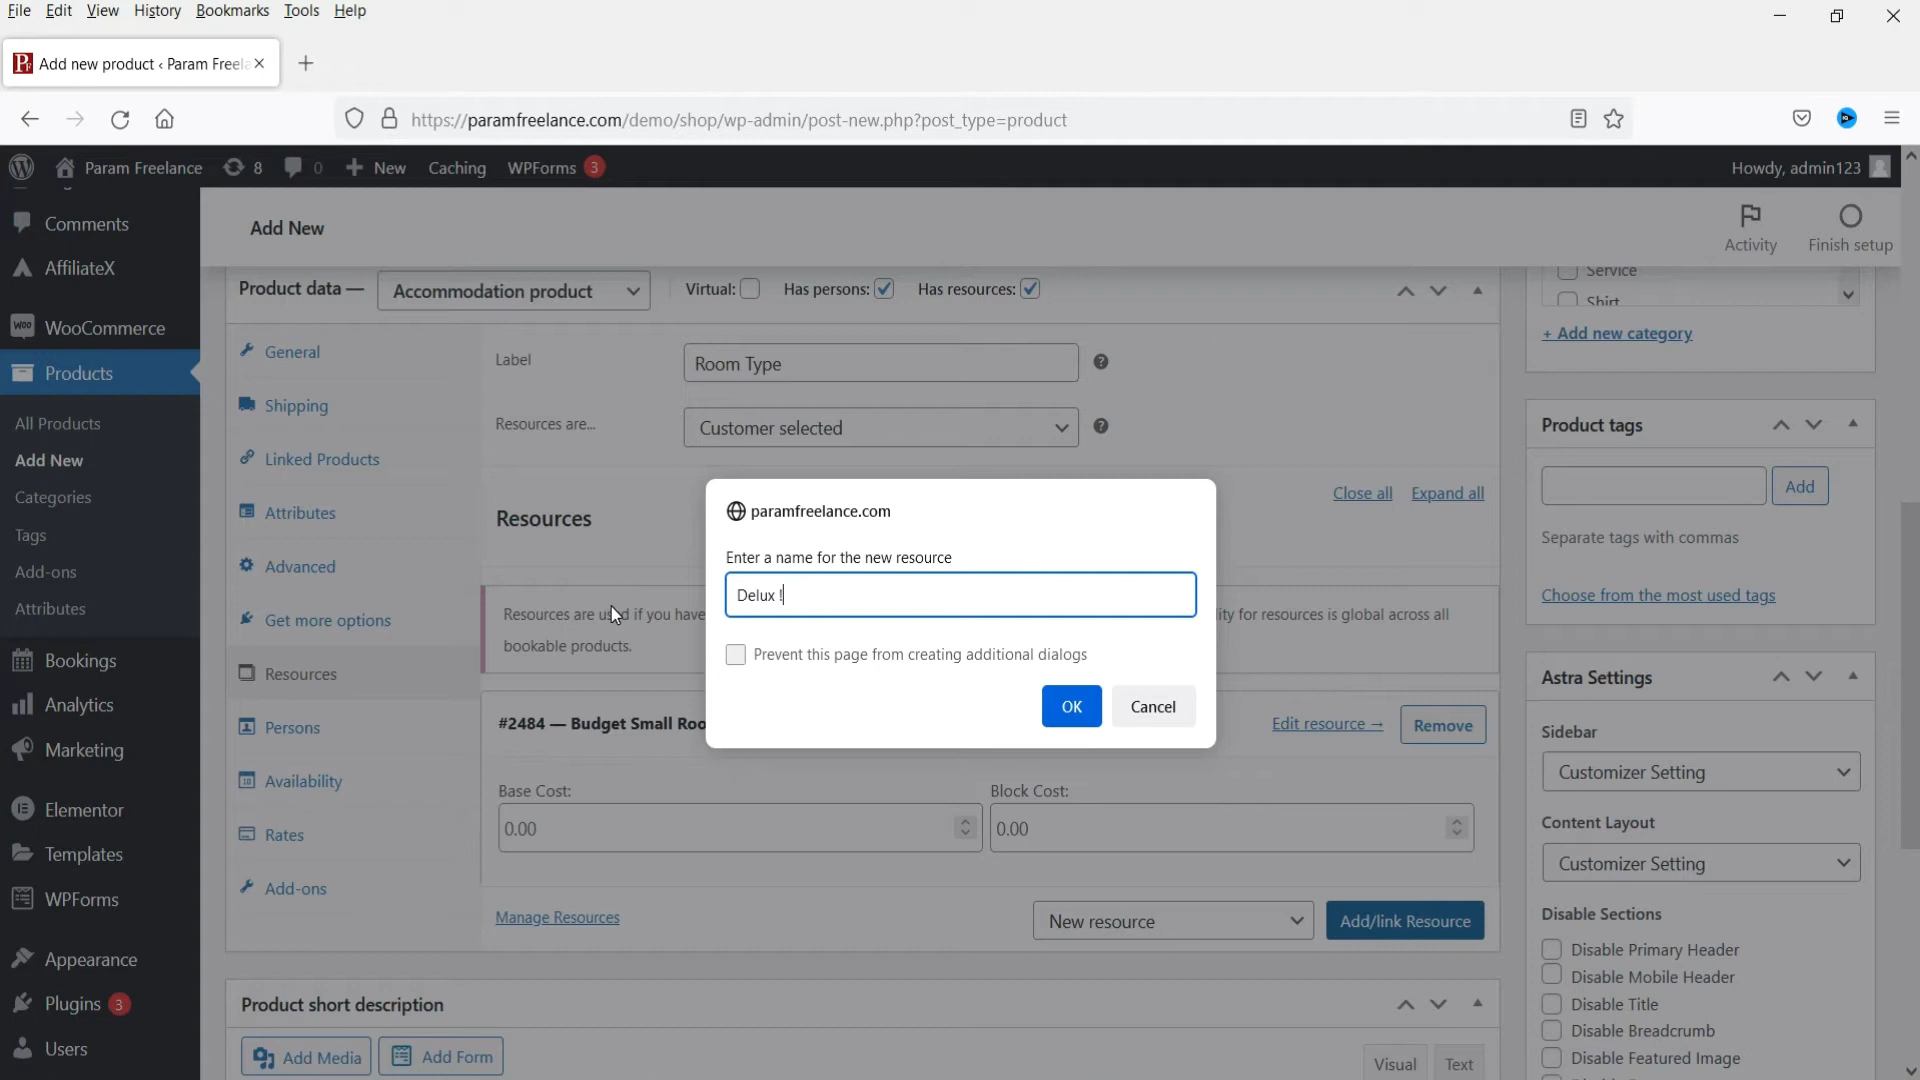 File Edit View History Bookmarks Tools Help
Add new product ‹ Param Freela
https://paramfreelance.com/demo/shop/wp-admin/post-new.php?post_type=product
Param Freelance 8 0 New Caching WPForms 3 Howdy, admin123
Comments
AffiliateX
WooCommerce
Products
All Products
Add New
Categories
Tags
Add-ons
Attributes
Bookings
Analytics
Marketing
Elementor
Templates
WPForms
Appearance
Plugins 3
Users
Add New
Activity
Finish setup
Product data — Accommodation product Virtual: Has persons: Has resources:
General
Shipping
Linked Products
Attributes
Advanced
Get more options
Resources
Persons
Availability
Rates
Add-ons
Label Room Type
Resources are... Customer selected
Resources
Close all Expand all
Resources are used if you have
ity for resources is global across all
bookable products.
#2484 — Budget Small Roo
Edit resource → Remove
Base Cost: Block Cost:
0.00 0.00
Manage Resources
New resource Add/link Resource
paramfreelance.com
Enter a name for the new resource
Delux !
Prevent this page from creating additional dialogs
OK Cancel
Product short description
Add Media Add Form
Visual Text
Service
Shirt
+ Add new category
Product tags
Add
Separate tags with commas
Choose from the most used tags
Astra Settings
Sidebar
Customizer Setting
Content Layout
Customizer Setting
Disable Sections
Disable Primary Header
Disable Mobile Header
Disable Title
Disable Breadcrumb
Disable Featured Image